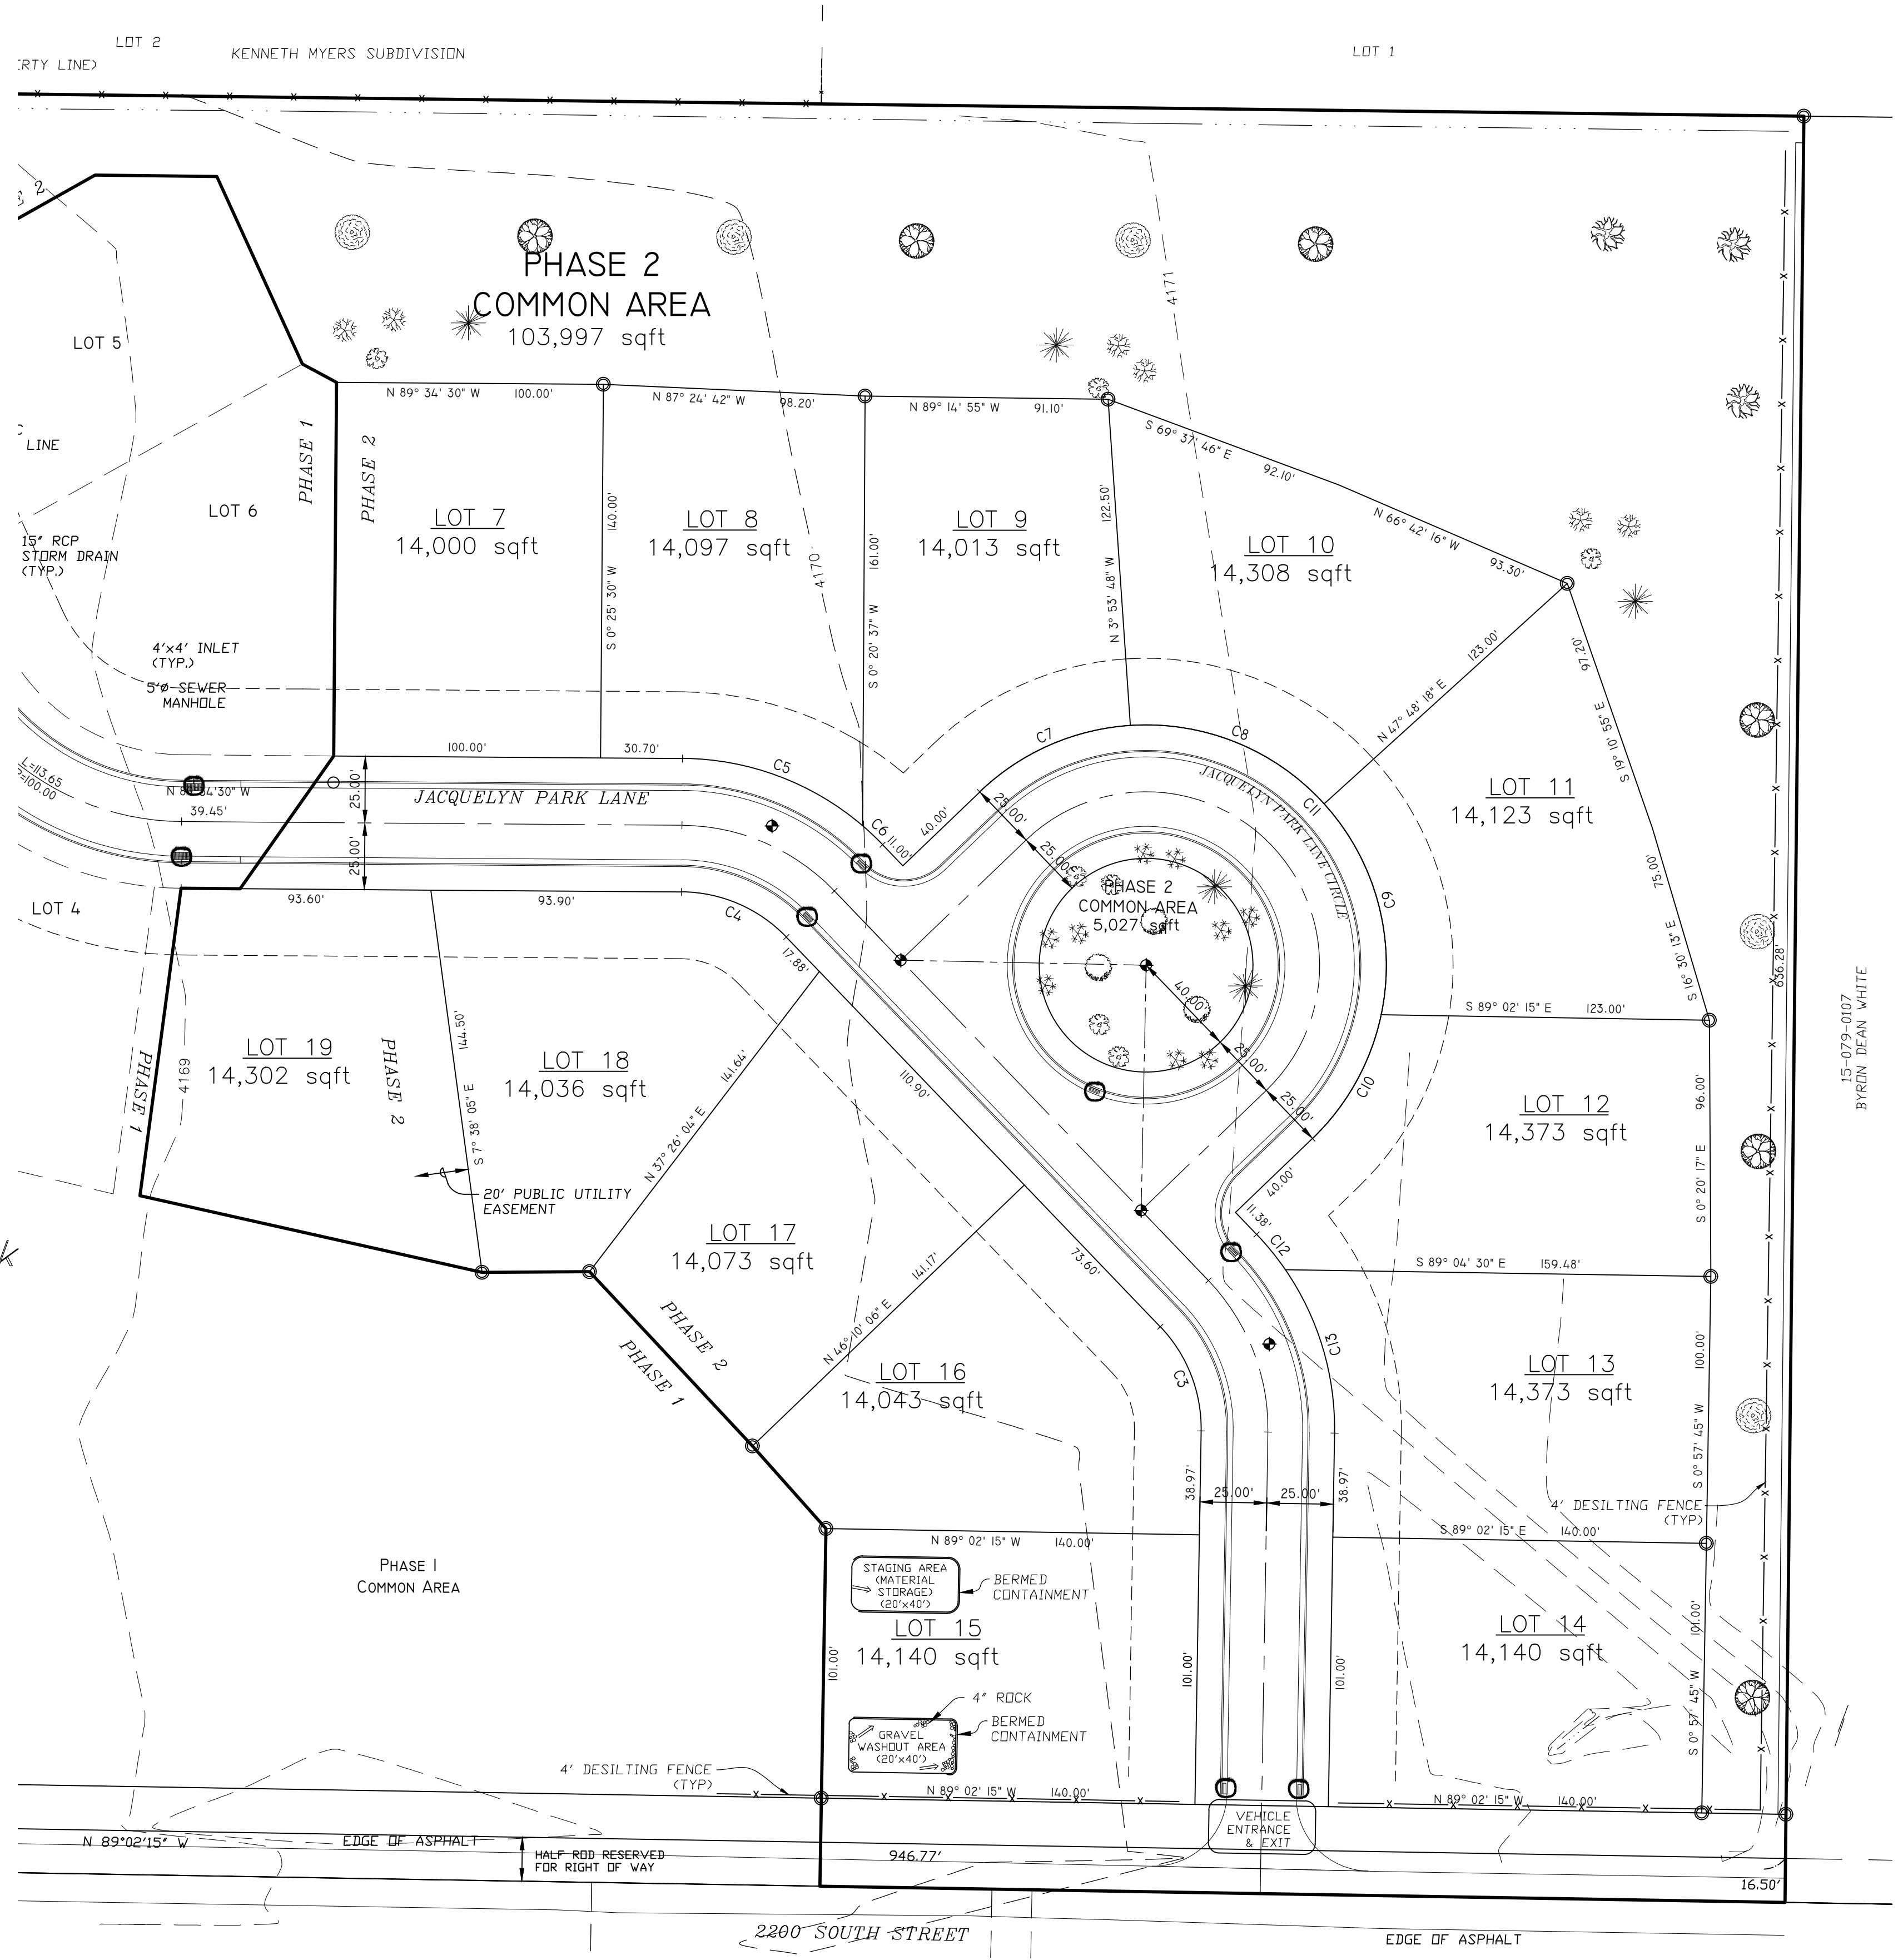 LOT 2
KENNETH MYERS SUBDIVISION
LOT 1
ERTY LINE)
2
PHASE 2
COMMON AREA
103,997 sqft
4171
LOT 5
N 89° 34' 30" W 100.00'
N 87° 24' 42" W 98.20'
N 89° 14' 55" W 91.10'
S 69° 37' 46" E 92.10'
N 66° 42' 16" W 93.30'
LINE
PHASE 1
PHASE 2
LOT 6
LOT 7
14,000 sqft
S 0° 25' 30" W 140.00'
LOT 8
14,097 sqft
4170'
S 0° 20' 37" W 161.00'
LOT 9
14,013 sqft
N 3° 53' 48" W 122.50'
LOT 10
14,308 sqft
15" RCP
STORM DRAIN
(TYP.)
4'x4' INLET
(TYP.)
5'Ø SEWER
MANHOLE
N 47° 48' 18" E 123.00'
S 19° 10' 55" E 97.20'
LOT 11
14,123 sqft
75.00'
S 16° 30' 13" E
100.00'
30.70'
C5
C6
11.00'
40.00'
C7
C8
C11
C9
C10
L=113.65
R=100.00
N 89°34'30" W
39.45'
25.00'
25.00'
JACQUELYN PARK LANE
JACQUELYN PARK LANE CIRCLE
25.00'
25.00'
PHASE 2
COMMON AREA
5,027 sqft
40.00'
25.00'
25.00'
LOT 4
93.60'
93.90'
C4
17.88'
636.28'
15-079-0107
BYRON DEAN WHITE
S 89° 02' 15" E 123.00'
PHASE 1
4169
LOT 19
14,302 sqft
PHASE 2
S 7° 38' 05" E 144.50'
LOT 18
14,036 sqft
N 37° 26' 04" E 141.64'
110.90'
20' PUBLIC UTILITY
EASEMENT
LOT 12
14,373 sqft
S 0° 20' 17" E 96.00'
40.00'
11.38'
C12
S 89° 04' 30" E 159.48'
LOT 17
14,073 sqft
N 46° 10' 06" E 141.17'
73.60'
PHASE 2
PHASE 1
LOT 16
14,043 sqft
C3
C13
LOT 13
14,373 sqft
S 0° 57' 45" W 100.00'
38.97'
25.00'
25.00'
38.97'
4' DESILTING FENCE
(TYP)
N 89° 02' 15" W 140.00'
S 89° 02' 15" E 140.00'
PHASE 1
COMMON AREA
STAGING AREA
(MATERIAL
STORAGE)
(20'x40')
BERMED
CONTAINMENT
LOT 15
14,140 sqft
101.00'
101.00'
101.00'
LOT 14
14,140 sqft
S 0° 57' 45" W 101.00'
4" ROCK
GRAVEL
WASHOUT AREA
(20'x40')
BERMED
CONTAINMENT
4' DESILTING FENCE
(TYP)
N 89° 02' 15" W 140.00'
N 89° 02' 15" W 140.00'
VEHICLE
ENTRANCE
& EXIT
N 89°02'15" W
EDGE OF ASPHALT
HALF ROD RESERVED
FOR RIGHT OF WAY
946.77'
16.50'
2200 SOUTH STREET
EDGE OF ASPHALT